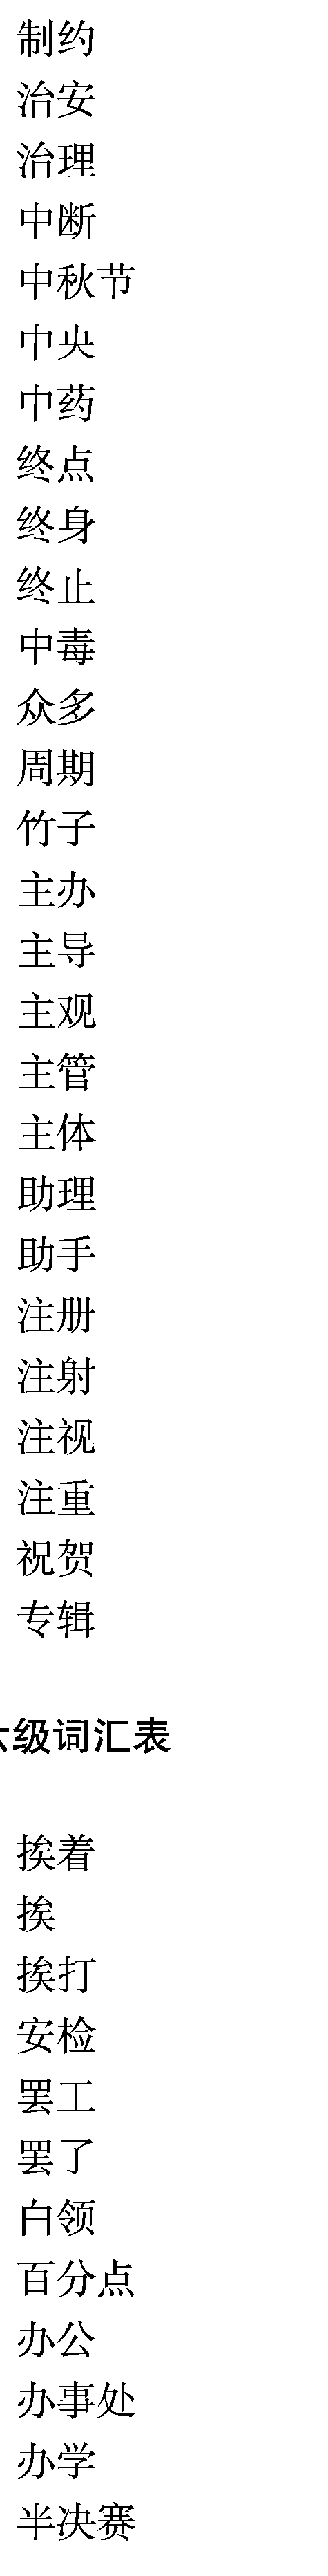 制约
治安
治理
中断
中秋节
中央
中药
终点
终身
终止
中毒
众多
周期
竹子
主办
主导
主观
主管
主体
助理
助手
注册
注射
注视
注重
祝贺
专辑
六级词汇表
挨着
挨
挨打
安检
罢工
罢了
白领
百分点
办公
办事处
办学
半决赛